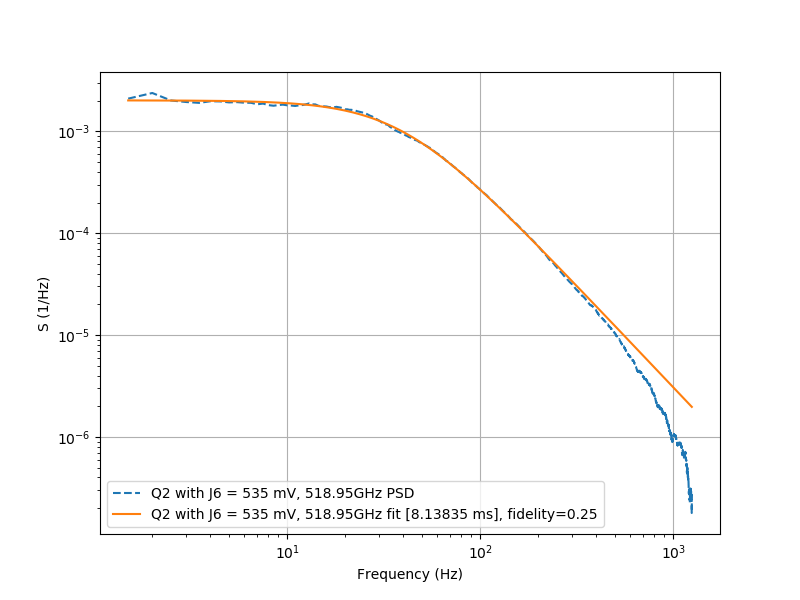 10⁻³
10⁻⁴
10⁻⁵
10⁻⁶
S (1/Hz)
Q2 with J6 = 535 mV, 518.95GHz PSD
Q2 with J6 = 535 mV, 518.95GHz fit [8.13835 ms], fidelity=0.25
10¹ 10² 10³
Frequency (Hz)